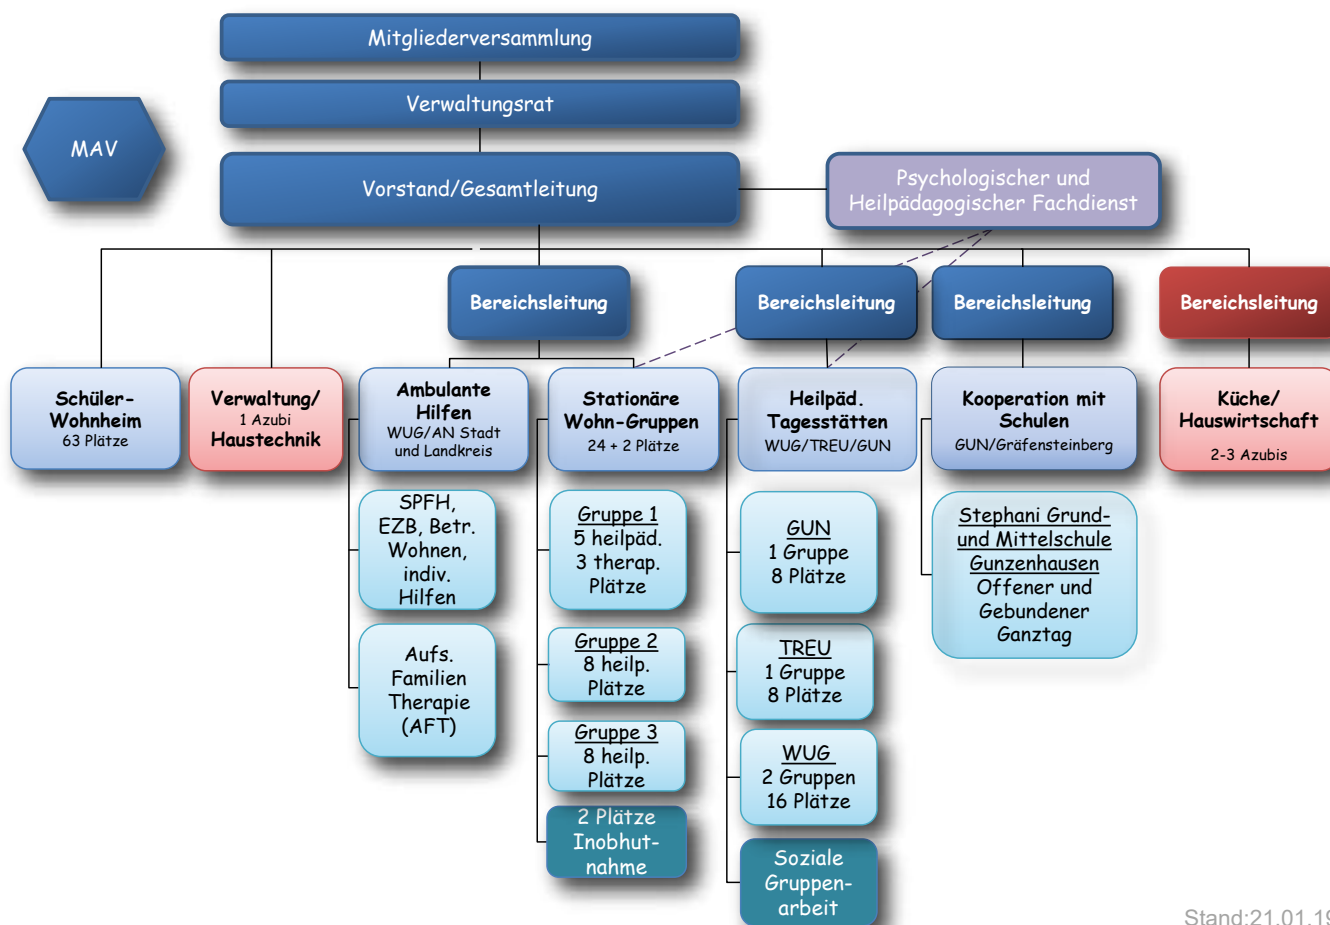 Mitgliederversammlung
Verwaltungsrat
MAV
Vorstand/Gesamtleitung
Psychologischer und
Heilpädagogischer Fachdienst
Bereichsleitung
Bereichsleitung
Bereichsleitung
Bereichsleitung
Schüler-
Wohnheim
63 Plätze
Verwaltung/
1 Azubi
Haustechnik
Ambulante
Hilfen
WUG/AN Stadt
und Landkreis
Stationäre
Wohn-Gruppen
24 + 2 Plätze
Heilpäd.
Tagesstätten
WUG/TREU/GUN
Kooperation mit
Schulen
GUN/Gräfensteinberg
Küche/
Hauswirtschaft
2-3 Azubis
SPFH,
EZB, Betr.
Wohnen,
indiv.
Hilfen
Aufs.
Familien
Therapie
(AFT)
Gruppe 1
5 heilpäd.
3 therap.
Plätze
Gruppe 2
8 heilp.
Plätze
Gruppe 3
8 heilp.
Plätze
2 Plätze
Inobhut-
nahme
GUN
1 Gruppe
8 Plätze
TREU
1 Gruppe
8 Plätze
WUG
2 Gruppen
16 Plätze
Soziale
Gruppen-
arbeit
Stephani Grund-
und Mittelschule
Gunzenhausen
Offener und
Gebundener
Ganztag
Stand:21.01.19